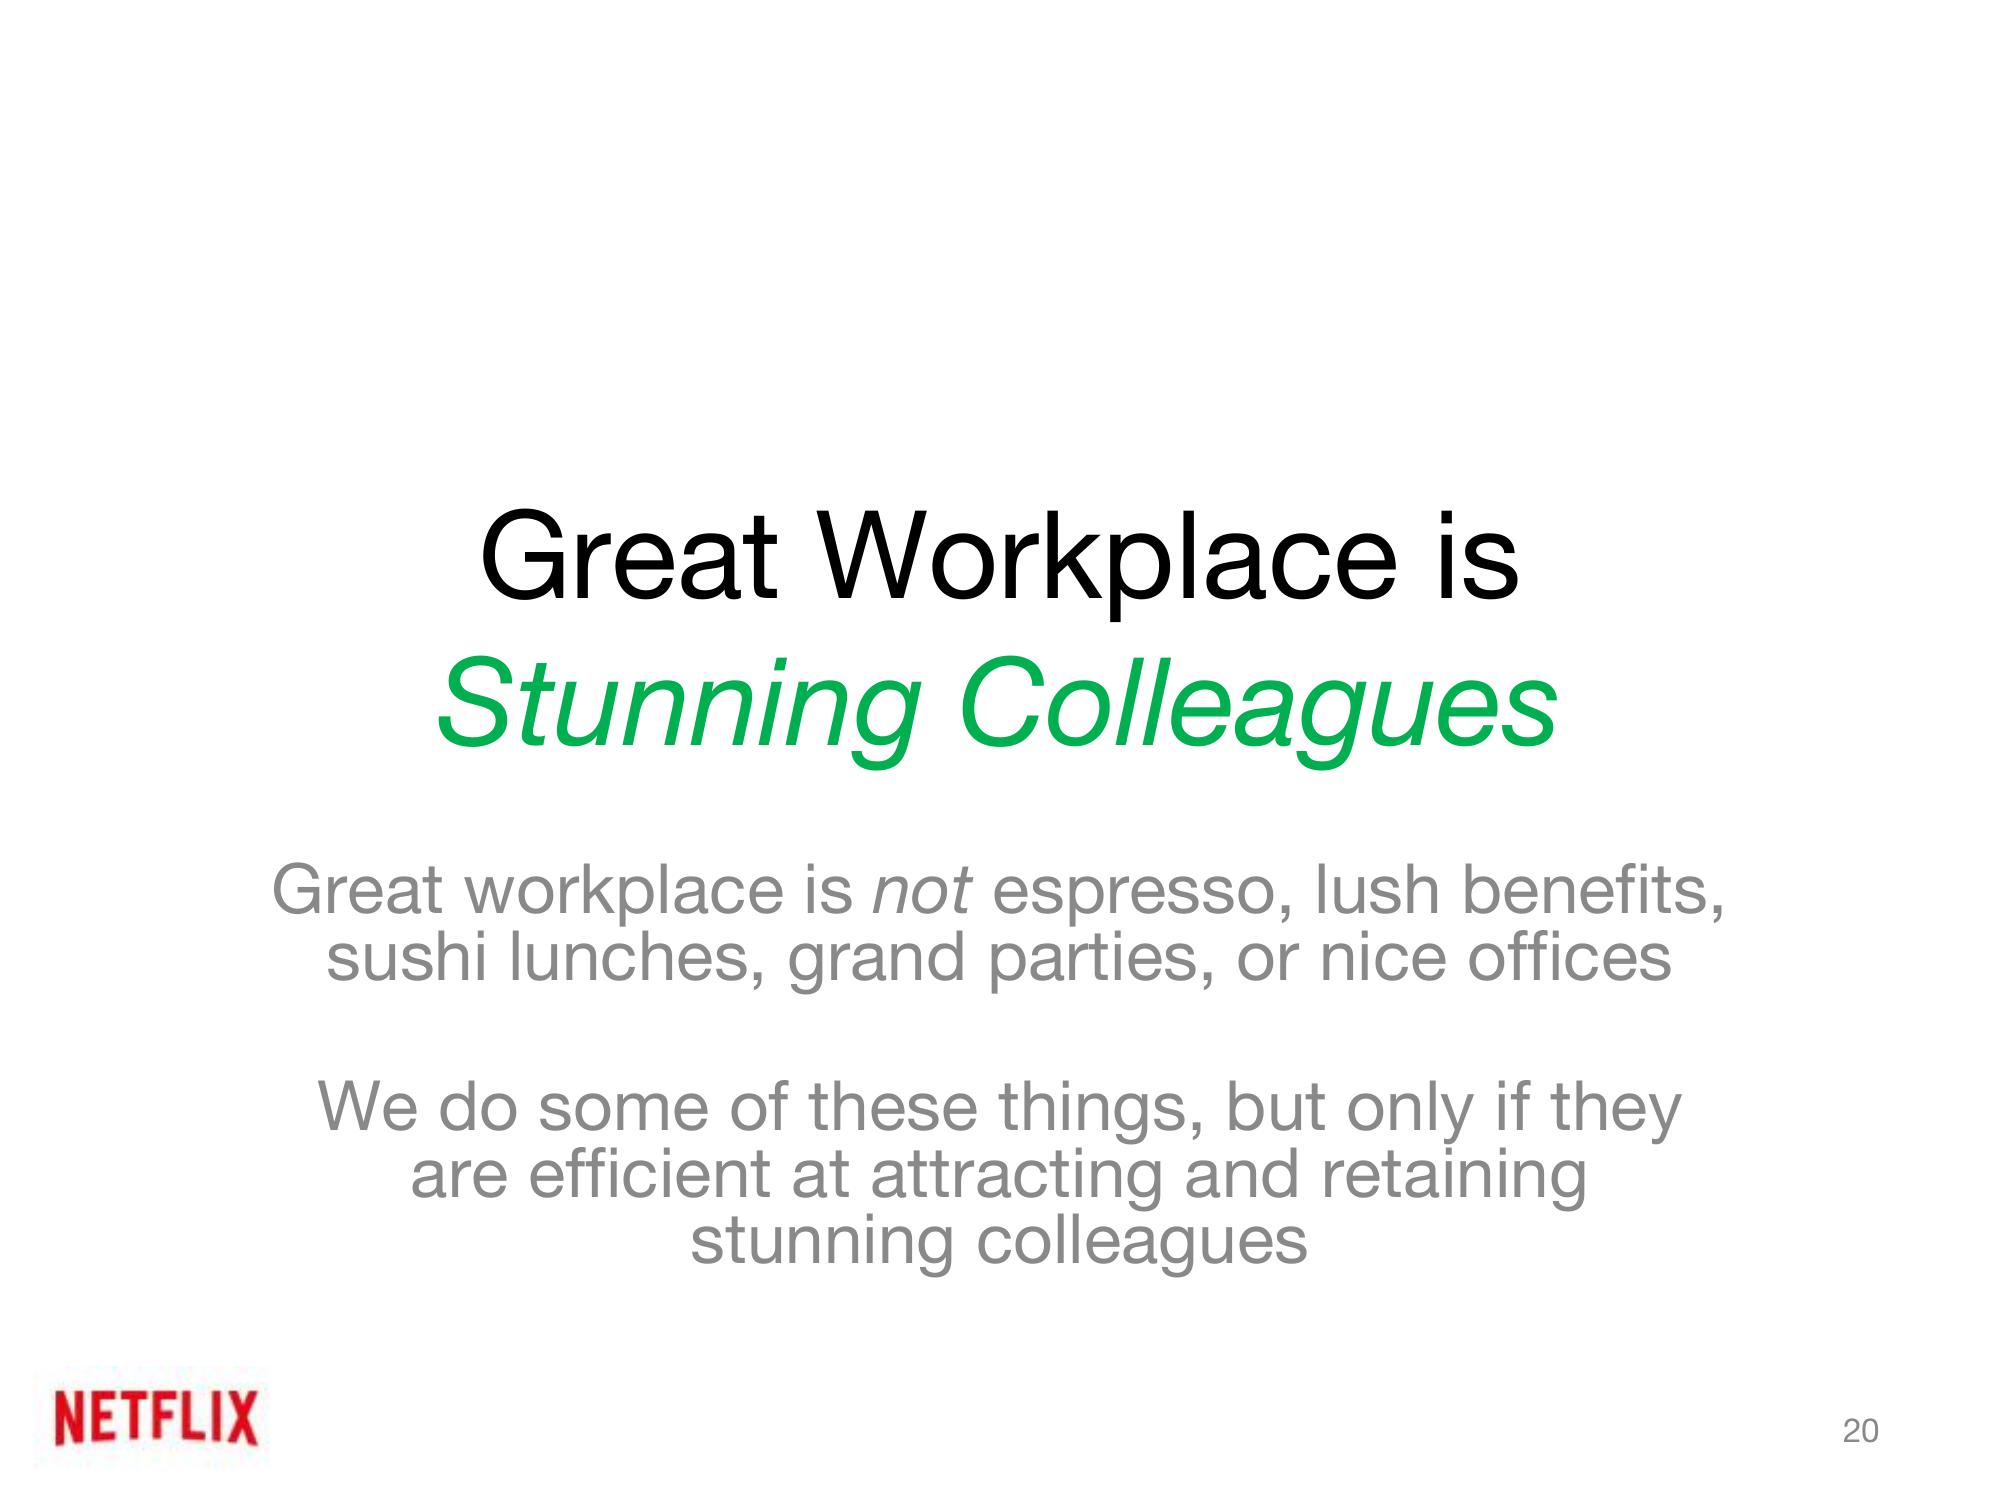 Great Workplace is
Stunning Colleagues
Great workplace is not espresso, lush benefits,
sushi lunches, grand parties, or nice offices
We do some of these things, but only if they
are efficient at attracting and retaining
stunning colleagues
NETFLIX
20